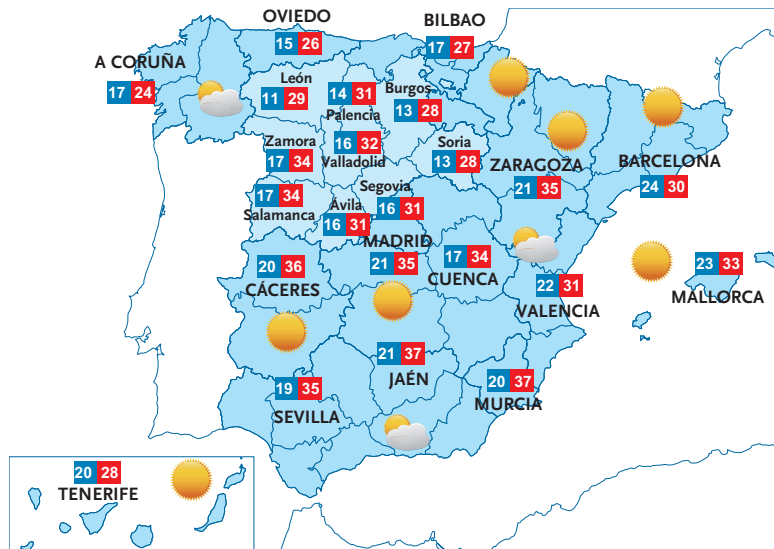 OVIEDO
15 26
BILBAO
17 27
A CORUÑA
17 24
León
11 29
14 31
Palencia
Burgos
13 28
Zamora
17 34
16 32
Valladolid
Soria
13 28
ZARAGOZA
21 35
BARCELONA
24 30
17 34
Salamanca
Ávila
16 31
Segovia
16 31
MADRID
21 35
17 34
CUENCA
20 36
CÁCERES
22 31
VALENCIA
23 33
MALLORCA
21 37
JAÉN
20 37
MURCIA
19 35
SEVILLA
20 28
TENERIFE